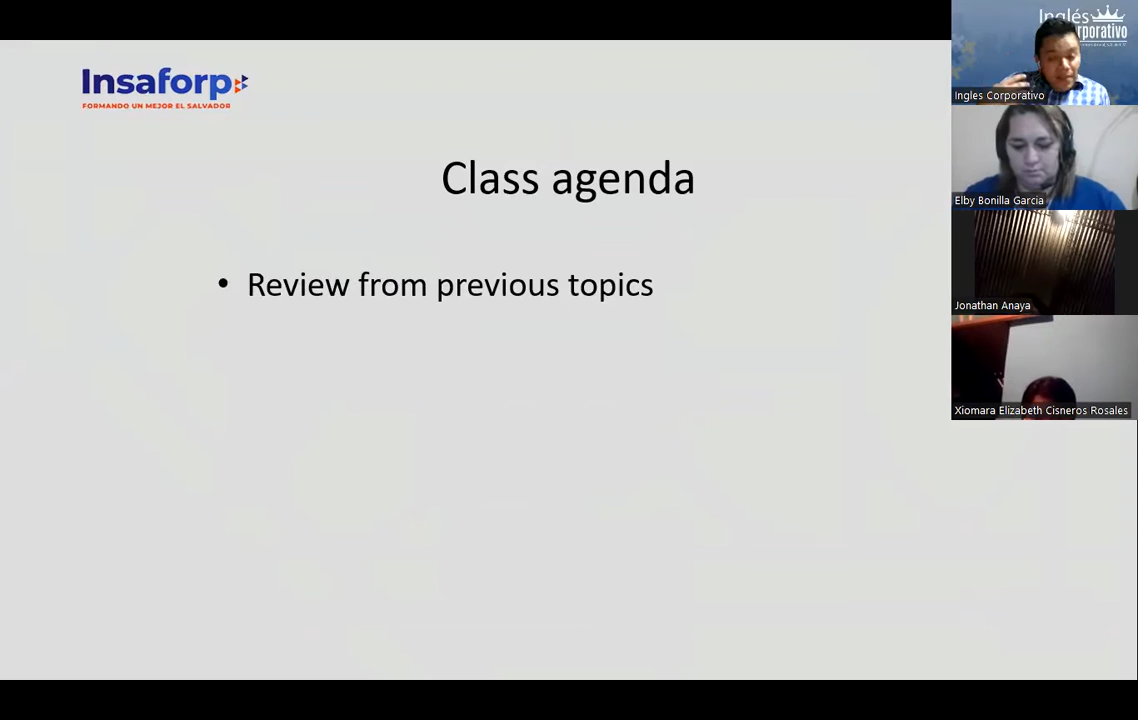 Insaforp
FORMANDO UN MEJOR EL SALVADOR
Class agenda
• Review from previous topics
Inglés
Corporativo
Ingles Corporativo
Elby Bonilla Garcia
Jonathan Anaya
Xiomara Elizabeth Cisneros Rosales